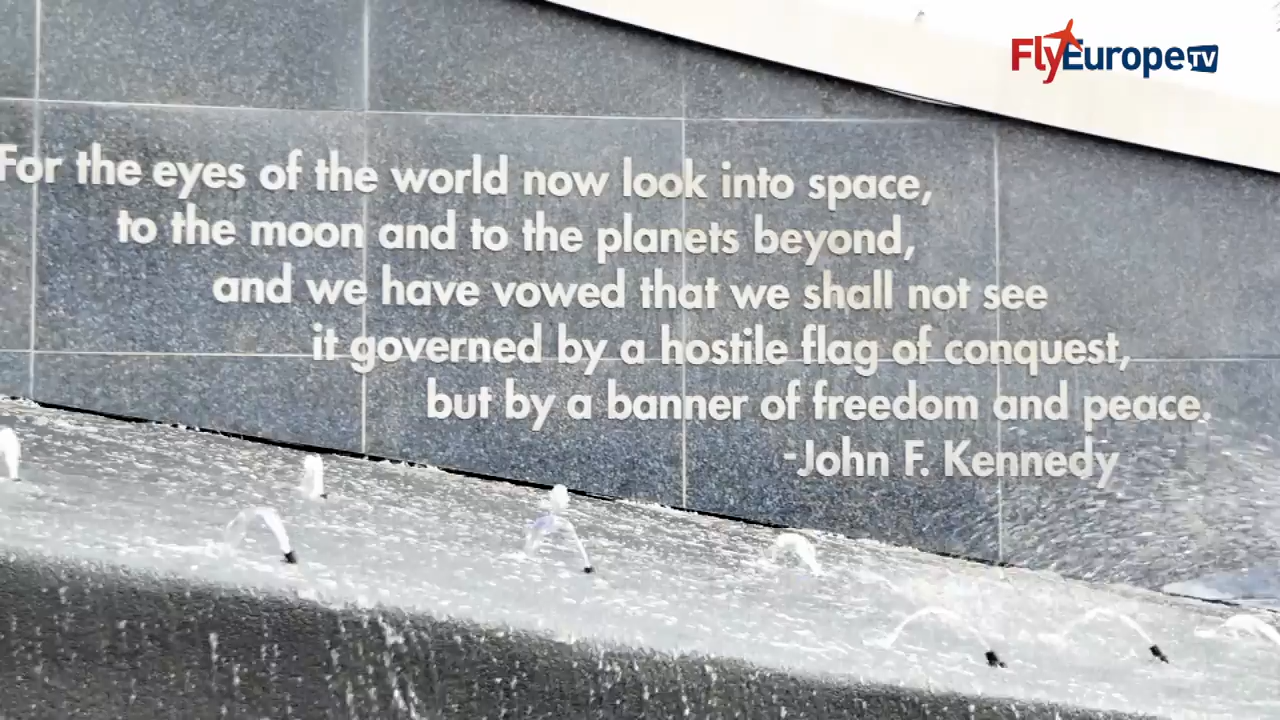 FlyEurope TV
For the eyes of the world now look into space,
to the moon and to the planets beyond,
and we have vowed that we shall not see
it governed by a hostile flag of conquest,
but by a banner of freedom and peace.
-John F. Kennedy